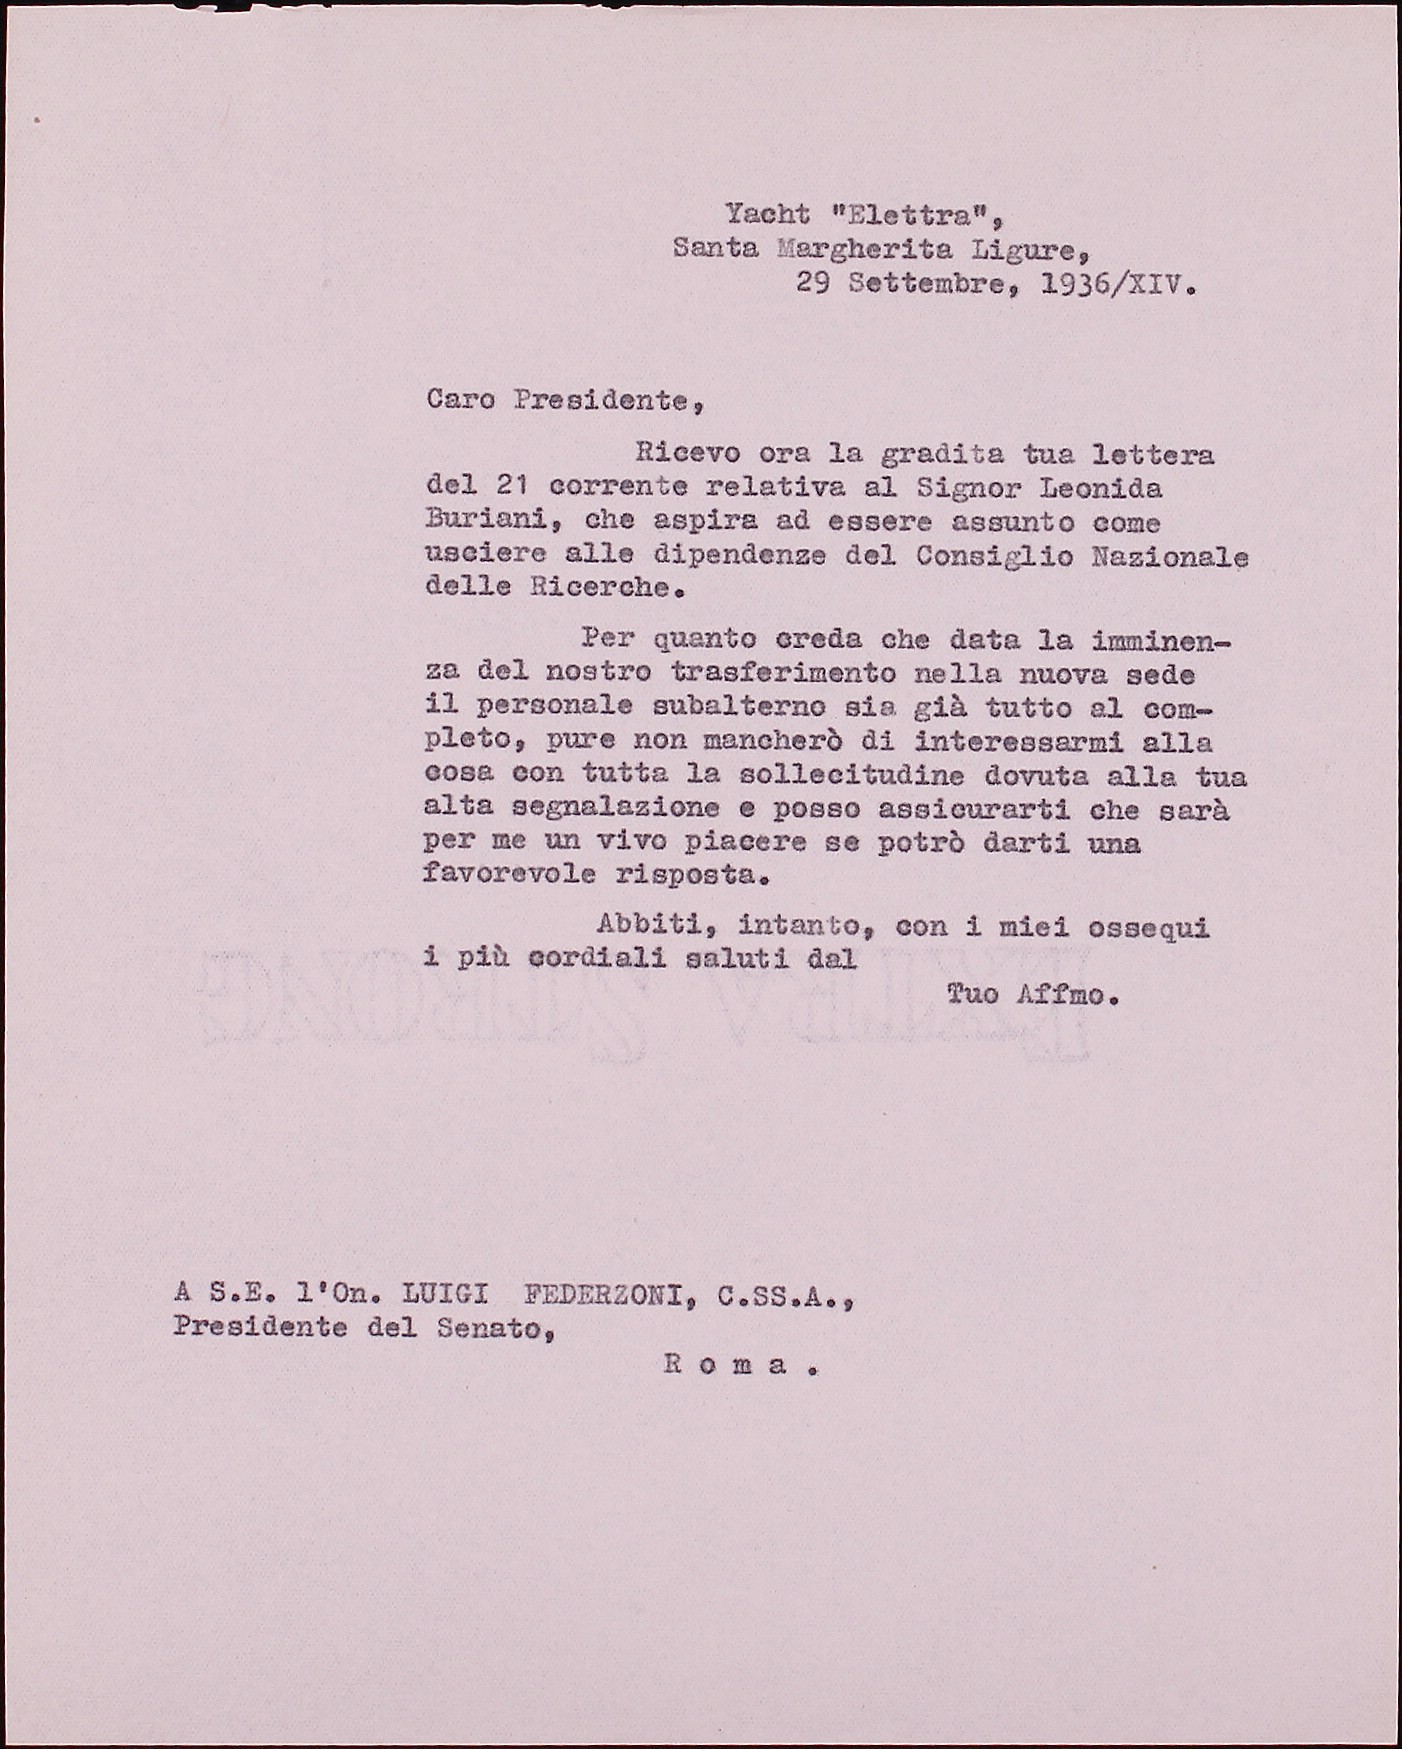 Yacht "Elettra",
Santa Margherita Ligure,
29 Settembre, 1936/XIV.
Caro Presidente,
Ricevo ora la gradita tua lettera
del 21 corrente relativa al Signor Leonida
Buriani, che aspira ad essere assunto come
usciere alle dipendenze del Consiglio Nazionale
delle Ricerche.
Per quanto creda che data la imminen-
za del nostro trasferimento nella nuova sede
il personale subalterno sia già tutto al com-
pleto, pure non mancherò di interessarmi alla
cosa con tutta la sollecitudine dovuta alla tua
alta segnalazione e posso assicurarti che sarà
per me un vivo piacere se potrò darti una
favorevole risposta.
Abbiti, intanto, con i miei ossequi
i più cordiali saluti dal
Tuo Affmo.
A S.E. l'On. LUIGI FEDERZONI, C.SS.A.,
Presidente del Senato,
R o m a .